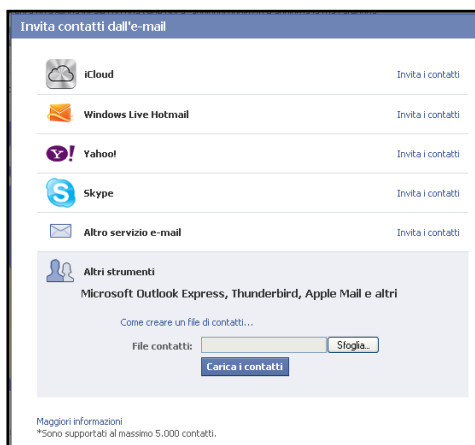 Invita contatti dall'e-mail
iCloud Invita i contatti
Windows Live Hotmail Invita i contatti
Yahoo! Invita i contatti
Skype Invita i contatti
Altro servizio e-mail Invita i contatti
Altri strumenti
Microsoft Outlook Express, Thunderbird, Apple Mail e altri
Come creare un file di contatti...
File contatti: Sfoglia...
Carica i contatti
Maggiori informazioni
*Sono supportati al massimo 5.000 contatti.